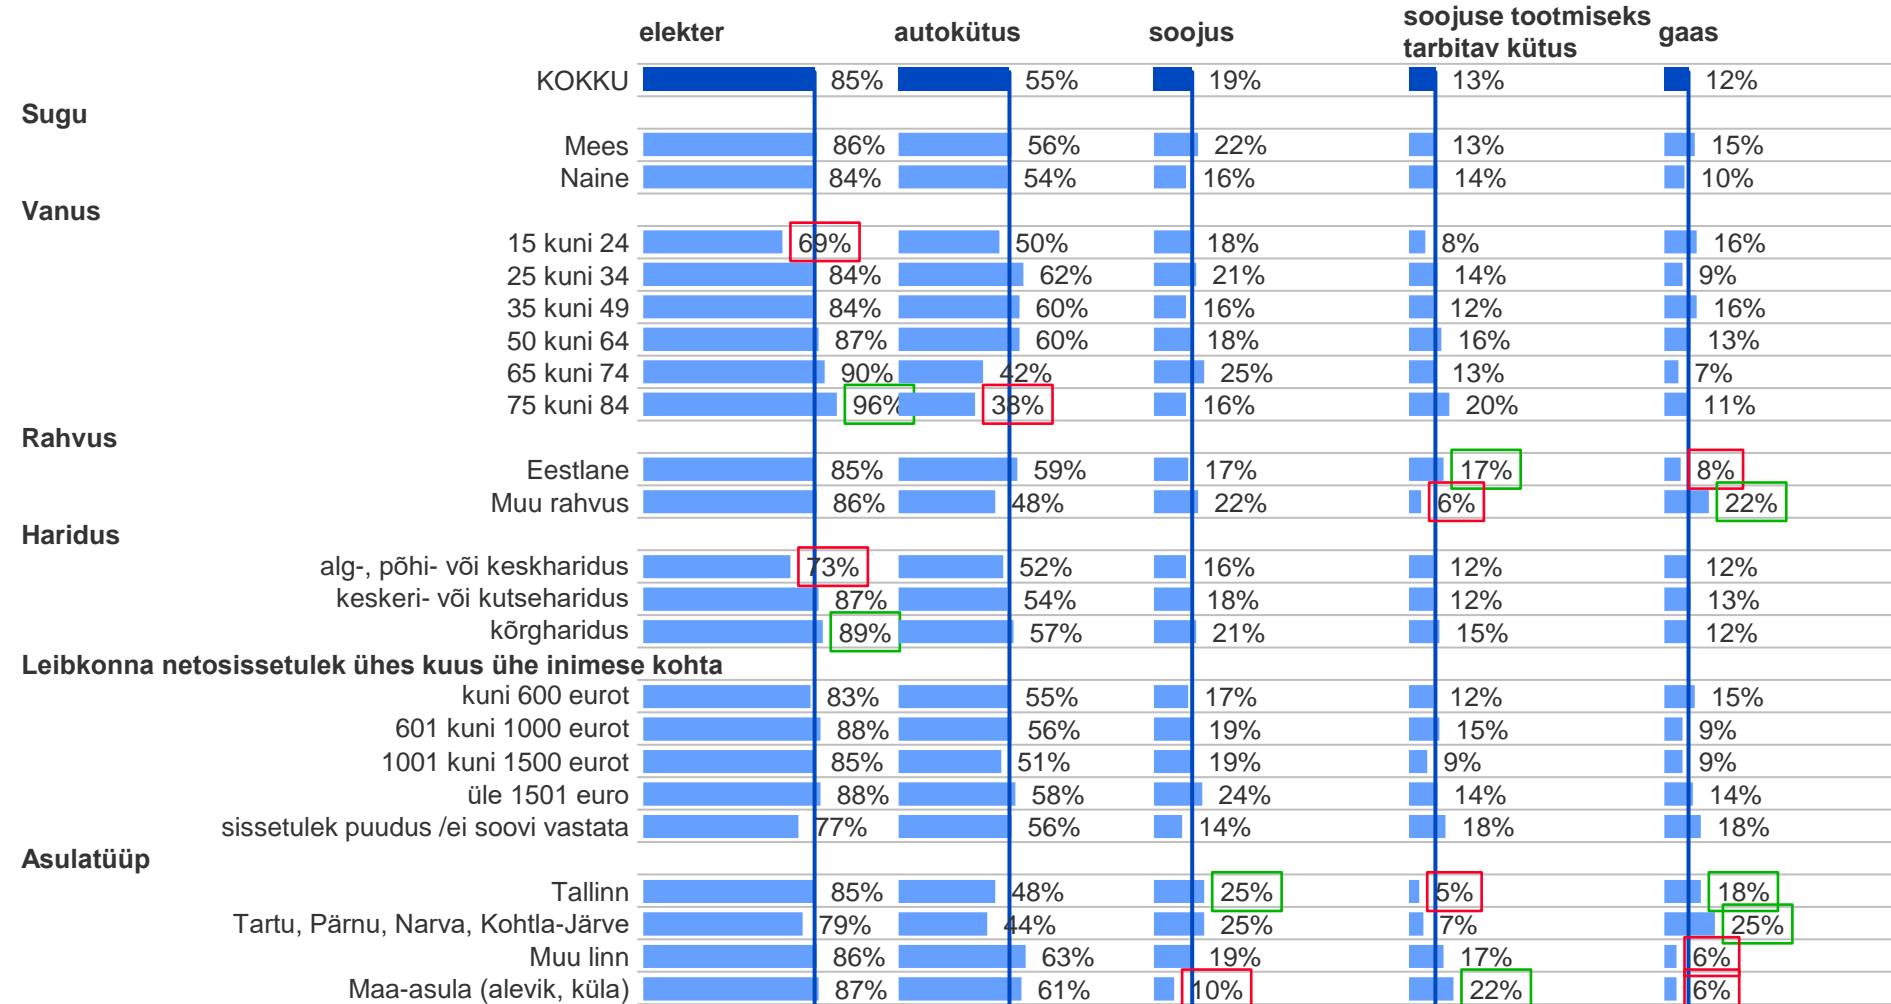 elekter autokütus soojus soojuse tootmiseks tarbitav kütus gaas
KOKKU 85% 55% 19% 13% 12%
Sugu
Mees 86% 56% 22% 13% 15%
Naine 84% 54% 16% 14% 10%
Vanus
15 kuni 24 69% 50% 18% 8% 16%
25 kuni 34 84% 62% 21% 14% 9%
35 kuni 49 84% 60% 16% 12% 16%
50 kuni 64 87% 60% 18% 16% 13%
65 kuni 74 90% 42% 25% 13% 7%
75 kuni 84 96% 38% 16% 20% 11%
Rahvus
Eestlane 85% 59% 17% 17% 8%
Muu rahvus 86% 48% 22% 6% 22%
Haridus
alg-, põhi- või keskharidus 73% 52% 16% 12% 12%
keskeri- või kutseharidus 87% 54% 18% 12% 13%
kõrgharidus 89% 57% 21% 15% 12%
Leibkonna netosissetulek ühes kuus ühe inimese kohta
kuni 600 eurot 83% 55% 17% 12% 15%
601 kuni 1000 eurot 88% 56% 19% 15% 9%
1001 kuni 1500 eurot 85% 51% 19% 9% 9%
üle 1501 euro 88% 58% 24% 14% 14%
sissetulek puudus /ei soovi vastata 77% 56% 14% 18% 18%
Asulatüüp
Tallinn 85% 48% 25% 5% 18%
Tartu, Pärnu, Narva, Kohtla-Järve 79% 44% 25% 7% 25%
Muu linn 86% 63% 19% 17% 6%
Maa-asula (alevik, küla) 87% 61% 10% 22% 6%